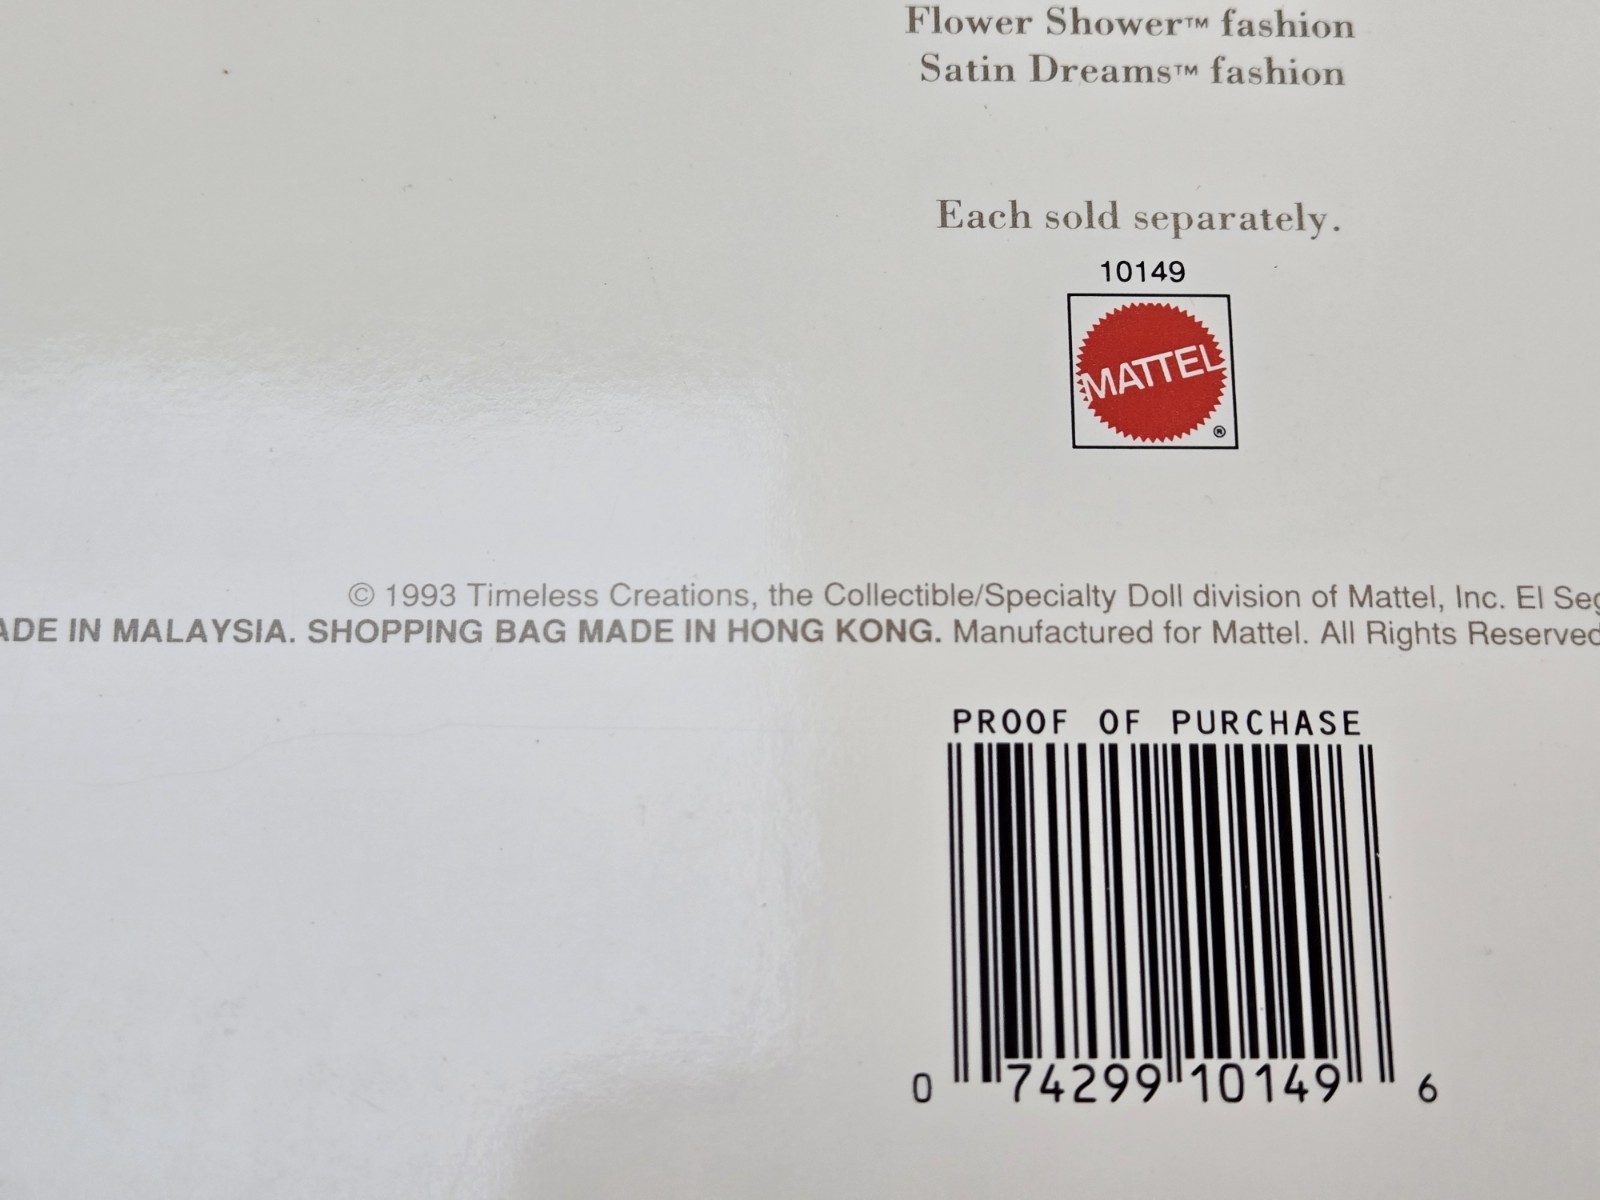 Flower Shower™ fashion
Satin Dreams™ fashion
Each sold separately.
10149
MATTEL
®
© 1993 Timeless Creations, the Collectible/Specialty Doll division of Mattel, Inc. El Seg
ADE IN MALAYSIA. SHOPPING BAG MADE IN HONG KONG. Manufactured for Mattel. All Rights Reserved
PROOF OF PURCHASE
0 74299 10149 6